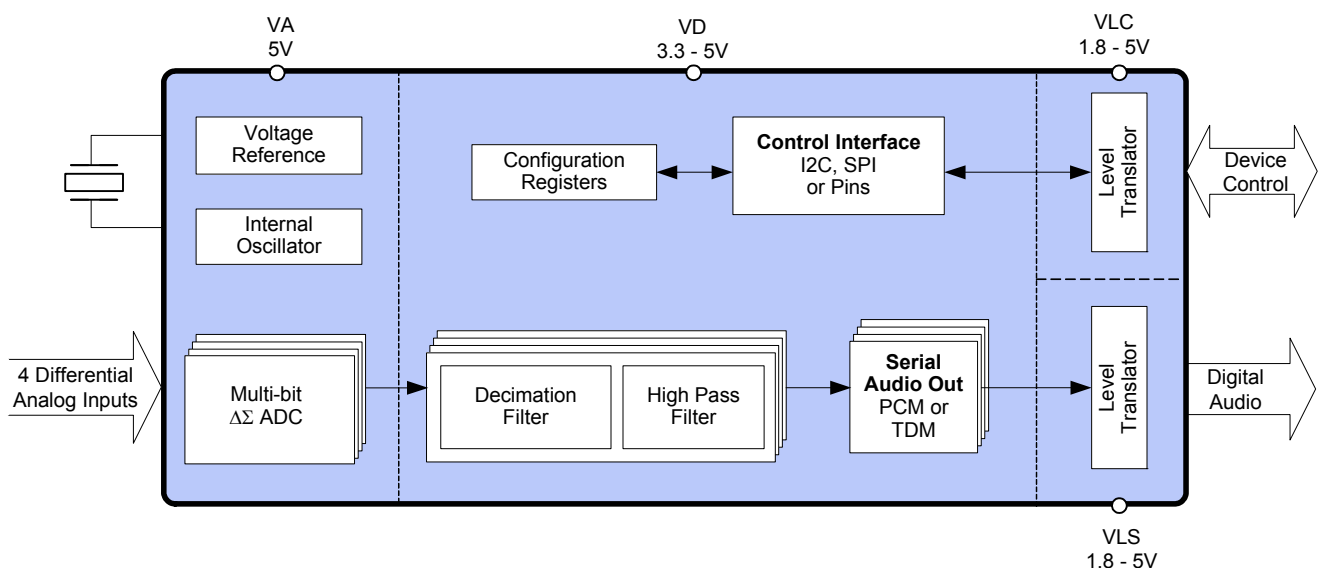 VA
5V
VD
3.3 - 5V
VLC
1.8 - 5V
Voltage
Reference
Internal
Oscillator
Configuration
Registers
Control Interface
I2C, SPI
or Pins
Level
Translator
Device
Control
4 Differential
Analog Inputs
Multi-bit
ΔΣ ADC
Decimation
Filter
High Pass
Filter
Serial
Audio Out
PCM or
TDM
Level
Translator
Digital
Audio
VLS
1.8 - 5V